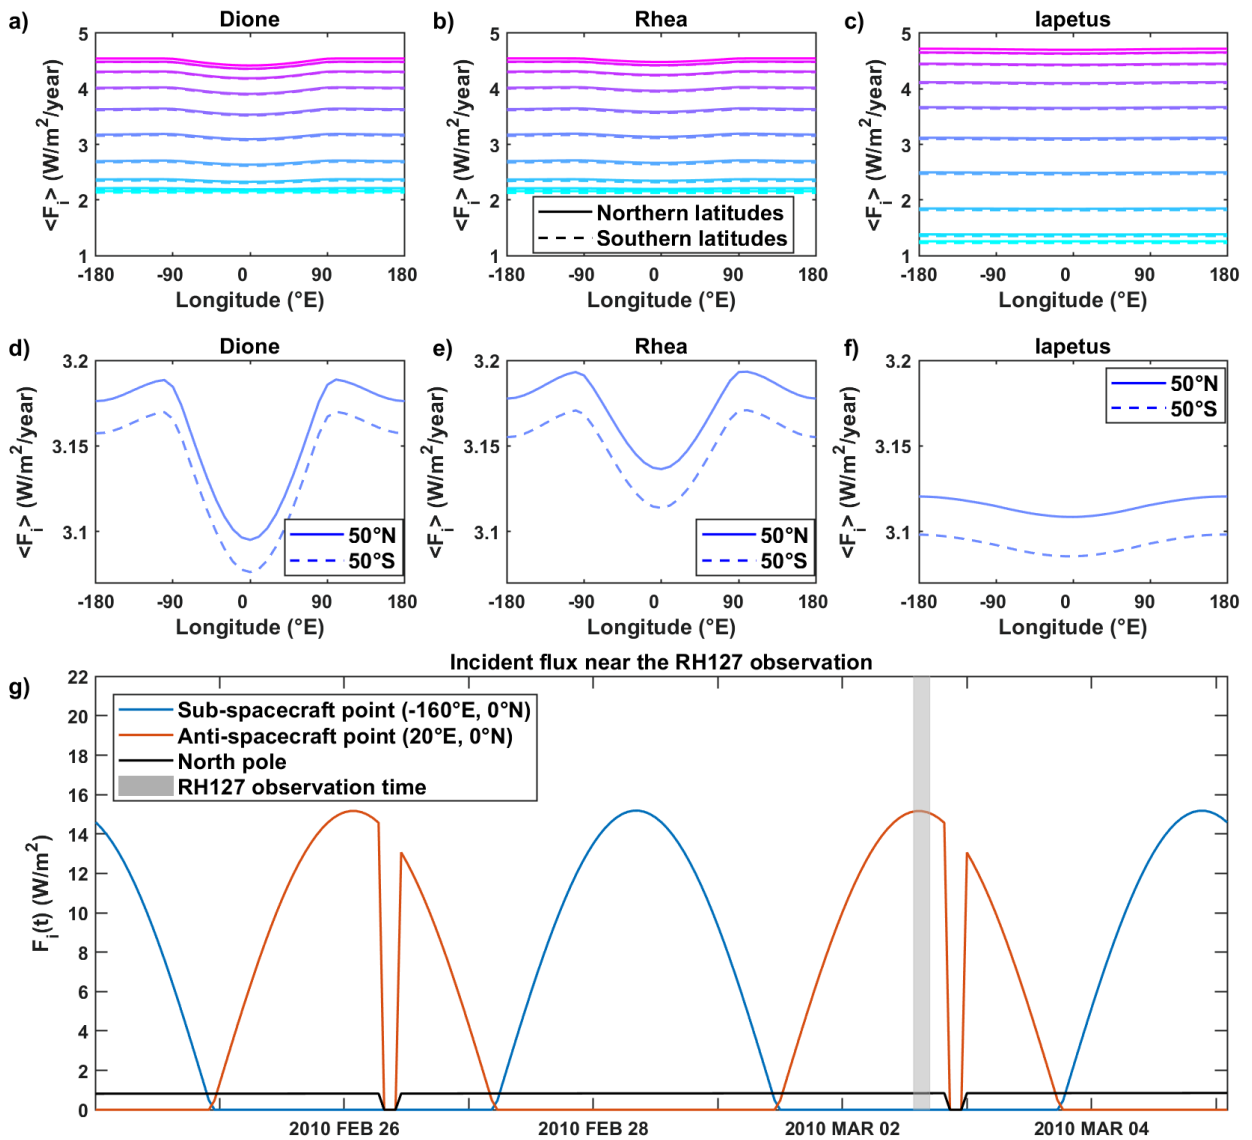 a)
Dione
<F_i> (W/m^2/year)
5
4
3
2
1
-180
-90
0
90
180
Longitude (°E)
b)
Rhea
<F_i> (W/m^2/year)
5
4
3
2
1
Northern latitudes
Southern latitudes
-180
-90
0
90
180
Longitude (°E)
c)
Iapetus
<F_i> (W/m^2/year)
5
4
3
2
1
-180
-90
0
90
180
Longitude (°E)
d)
Dione
<F_i> (W/m^2/year)
3.2
3.15
3.1
50°N
50°S
-180
-90
0
90
180
Longitude (°E)
e)
Rhea
<F_i> (W/m^2/year)
3.2
3.15
3.1
50°N
50°S
-180
-90
0
90
180
Longitude (°E)
f)
Iapetus
<F_i> (W/m^2/year)
3.2
3.15
3.1
50°N
50°S
-180
-90
0
90
180
Longitude (°E)
g)
Incident flux near the RH127 observation
F_i(t) (W/m^2)
22
20
18
16
14
12
10
8
6
4
2
0
Sub-spacecraft point (-160°E, 0°N)
Anti-spacecraft point (20°E, 0°N)
North pole
RH127 observation time
2010 FEB 26
2010 FEB 28
2010 MAR 02
2010 MAR 04